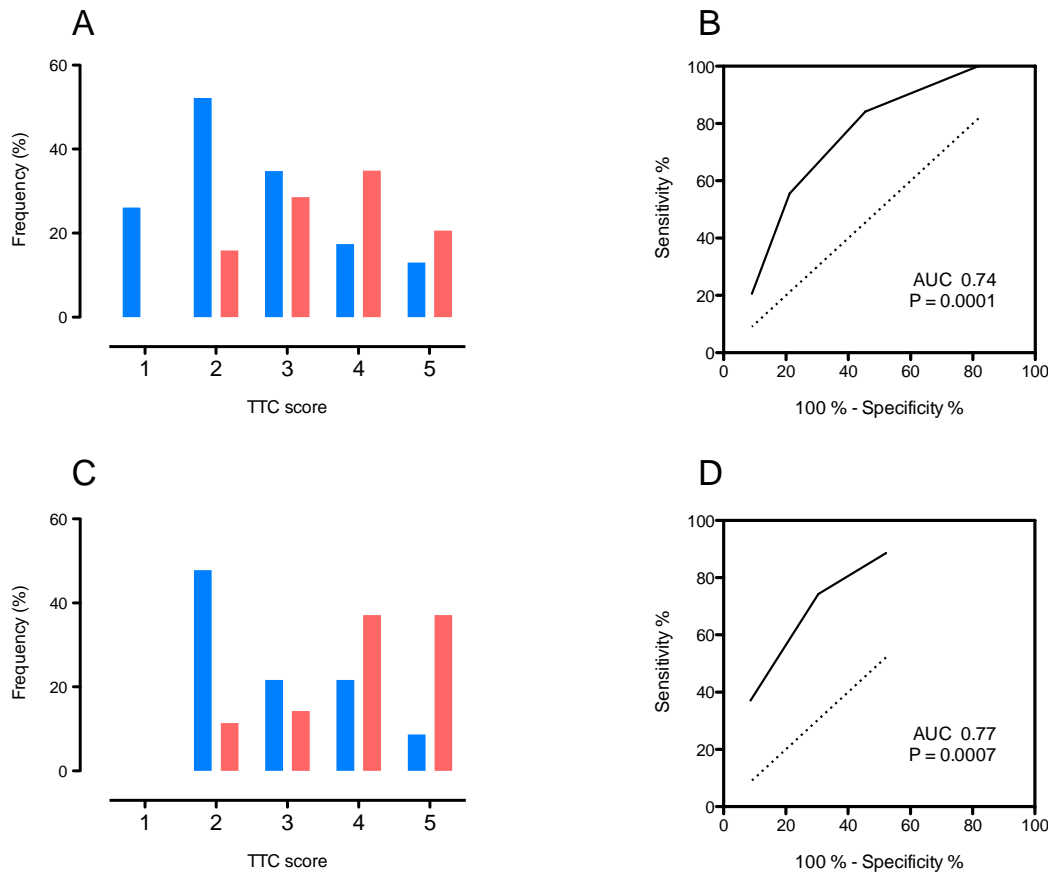 A
60
40
20
0
Frequency (%)
1 2 3 4 5
TTC score
B
100
80
60
40
20
0
Sensitivity %
AUC 0.74
P = 0.0001
0 20 40 60 80 100
100 % - Specificity %
C
60
40
20
0
Frequency (%)
1 2 3 4 5
TTC score
D
100
80
60
40
20
0
Sensitivity %
AUC 0.77
P = 0.0007
0 20 40 60 80 100
100 % - Specificity %